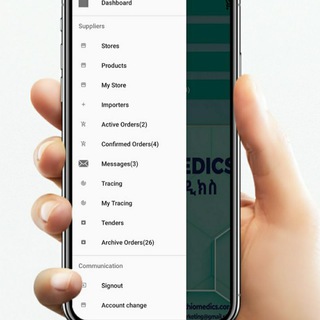 Dashboard
Suppliers
Stores
Products
My Store
Importers
Active Orders(2)
Confirmed Orders(4)
Messages(3)
Tracing
My Tracing
Tenders
Archive Orders(26)
Communication
Signout
Account change
EDICS
ዲክስ
hiomedics.com